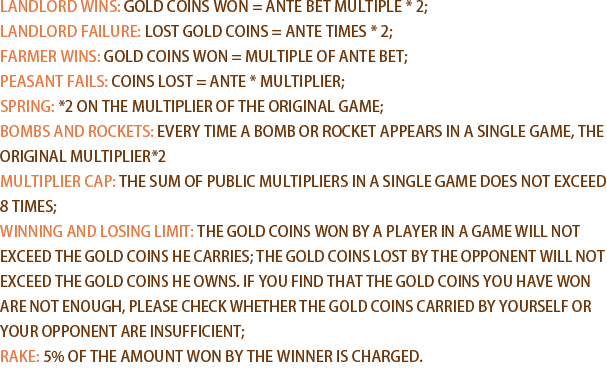 LANDLORD WINS: GOLD COINS WON = ANTE BET MULTIPLE * 2;
LANDLORD FAILURE: LOST GOLD COINS = ANTE TIMES * 2;
FARMER WINS: GOLD COINS WON = MULTIPLE OF ANTE BET;
PEASANT FAILS: COINS LOST = ANTE * MULTIPLIER;
SPRING: *2 ON THE MULTIPLIER OF THE ORIGINAL GAME;
BOMBS AND ROCKETS: EVERY TIME A BOMB OR ROCKET APPEARS IN A SINGLE GAME, THE
ORIGINAL MULTIPLIER*2
MULTIPLIER CAP: THE SUM OF PUBLIC MULTIPLIERS IN A SINGLE GAME DOES NOT EXCEED
8 TIMES;
WINNING AND LOSING LIMIT: THE GOLD COINS WON BY A PLAYER IN A GAME WILL NOT
EXCEED THE GOLD COINS HE CARRIES; THE GOLD COINS LOST BY THE OPPONENT WILL NOT
EXCEED THE GOLD COINS HE OWNS. IF YOU FIND THAT THE GOLD COINS YOU HAVE WON
ARE NOT ENOUGH, PLEASE CHECK WHETHER THE GOLD COINS CARRIED BY YOURSELF OR
YOUR OPPONENT ARE INSUFFICIENT;
RAKE: 5% OF THE AMOUNT WON BY THE WINNER IS CHARGED.